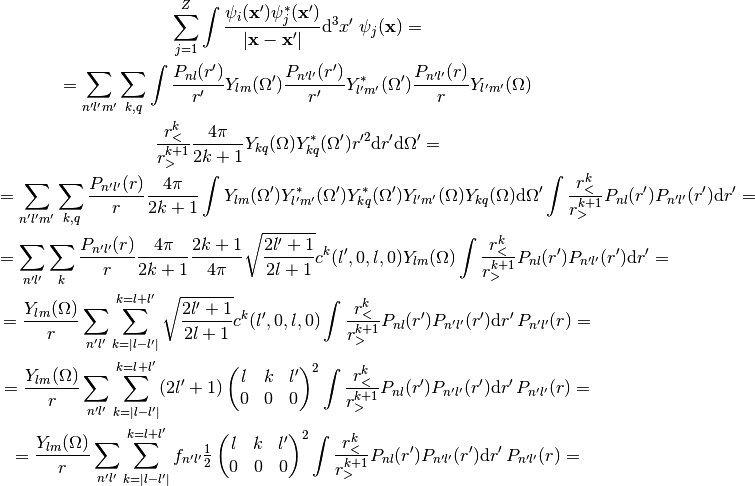 \sum_{j=1}^{Z} \int \frac{\psi_i(\mathbf{x}')\psi_j^*(\mathbf{x}')}{|\mathbf{x}-\mathbf{x}'|} \mathrm{d}^3x' \ \psi_j(\mathbf{x}) =
= \sum_{n'l'm'} \sum_{k,q} \int \frac{P_{nl}(r')}{r'} Y_{lm}(\Omega') \frac{P_{n'l'}(r')}{r'} Y_{l'm'}^*(\Omega') \frac{P_{n'l'}(r)}{r} Y_{l'm'}(\Omega)
\frac{r_<^k}{r_>^{k+1}} \frac{4\pi}{2k+1} Y_{kq}(\Omega) Y_{kq}^*(\Omega') r'^2 \mathrm{d}r' \mathrm{d}\Omega' =
= \sum_{n'l'm'} \sum_{k,q} \frac{P_{n'l'}(r)}{r} \frac{4\pi}{2k+1} \int Y_{lm}(\Omega') Y_{l'm'}^*(\Omega') Y_{kq}^*(\Omega') Y_{l'm'}(\Omega) Y_{kq}(\Omega) \mathrm{d}\Omega' \int \frac{r_<^k}{r_>^{k+1}} P_{nl}(r') P_{n'l'}(r') \mathrm{d}r' =
= \sum_{n'l'} \sum_{k} \frac{P_{n'l'}(r)}{r} \frac{4\pi}{2k+1} \frac{2k+1}{4\pi} \sqrt{\frac{2l'+1}{2l+1}} c^k(l',0,l,0) Y_{lm}(\Omega) \int \frac{r_<^k}{r_>^{k+1}} P_{nl}(r') P_{n'l'}(r') \mathrm{d}r' =
= \frac{Y_{lm}(\Omega)}{r} \sum_{n'l'} \sum_{k=|l-l'|}^{k=l+l'} \sqrt{\frac{2l'+1}{2l+1}} c^k(l',0,l,0) \int \frac{r_<^k}{r_>^{k+1}} P_{nl}(r') P_{n'l'}(r') \mathrm{d}r' \, P_{n'l'}(r) =
= \frac{Y_{lm}(\Omega)}{r} \sum_{n'l'} \sum_{k=|l-l'|}^{k=l+l'} (2l'+1) \begin{pmatrix} l & k & l' \\ 0 & 0 & 0 \end{pmatrix}^2 \int \frac{r_<^k}{r_>^{k+1}} P_{nl}(r') P_{n'l'}(r') \mathrm{d}r' \, P_{n'l'}(r) =
= \frac{Y_{lm}(\Omega)}{r} \sum_{n'l'} \sum_{k=|l-l'|}^{k=l+l'} f_{n'l'} \frac{1}{2} \begin{pmatrix} l & k & l' \\ 0 & 0 & 0 \end{pmatrix}^2 \int \frac{r_<^k}{r_>^{k+1}} P_{nl}(r') P_{n'l'}(r') \mathrm{d}r' \, P_{n'l'}(r) =